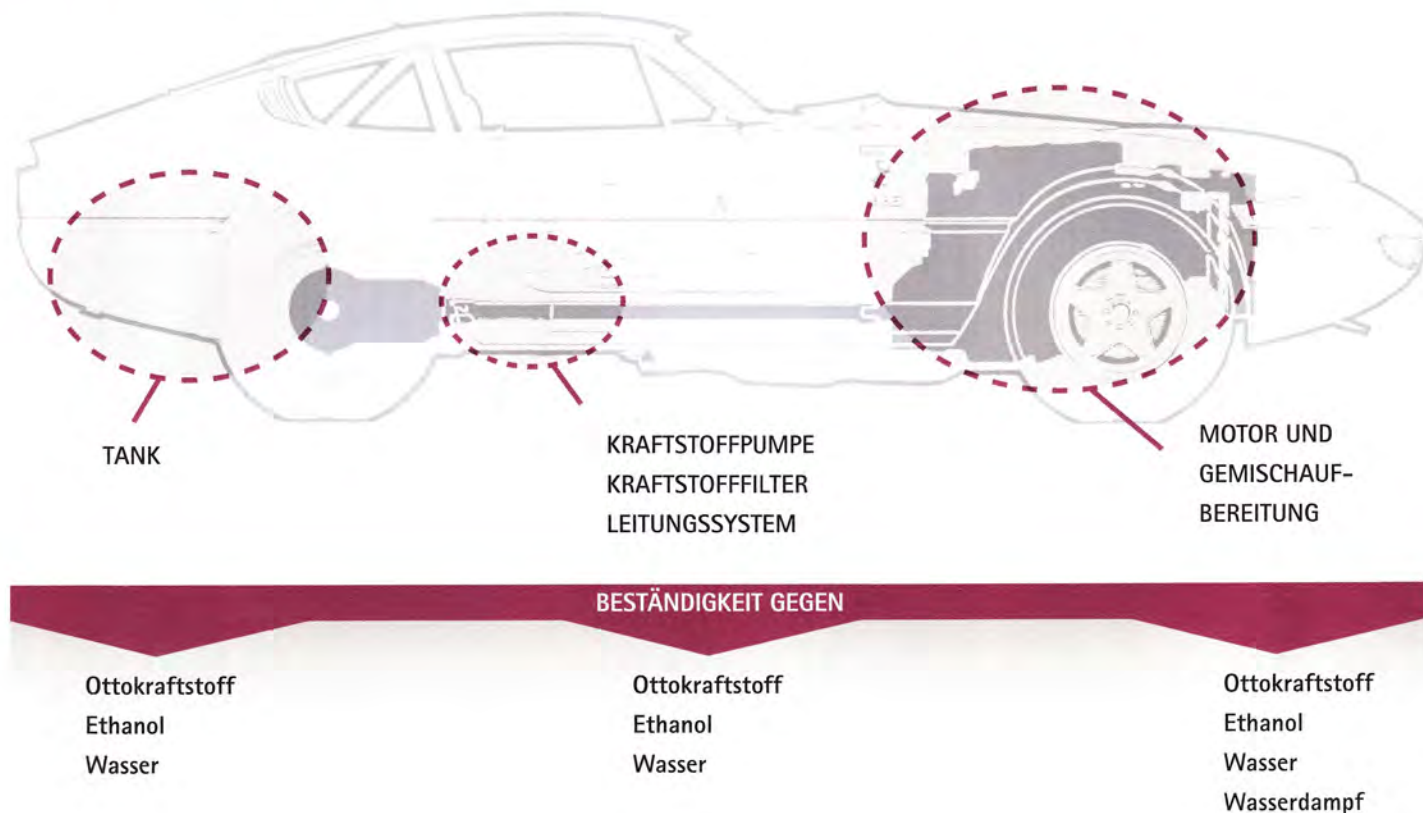 TANK
KRAFTSTOFFPUMPE
KRAFTSTOFFFILTER
LEITUNGSSYSTEM
MOTOR UND
GEMISCHAUF-
BEREITUNG
BESTÄNDIGKEIT GEGEN
Ottokraftstoff
Ethanol
Wasser
Ottokraftstoff
Ethanol
Wasser
Ottokraftstoff
Ethanol
Wasser
Wasserdampf